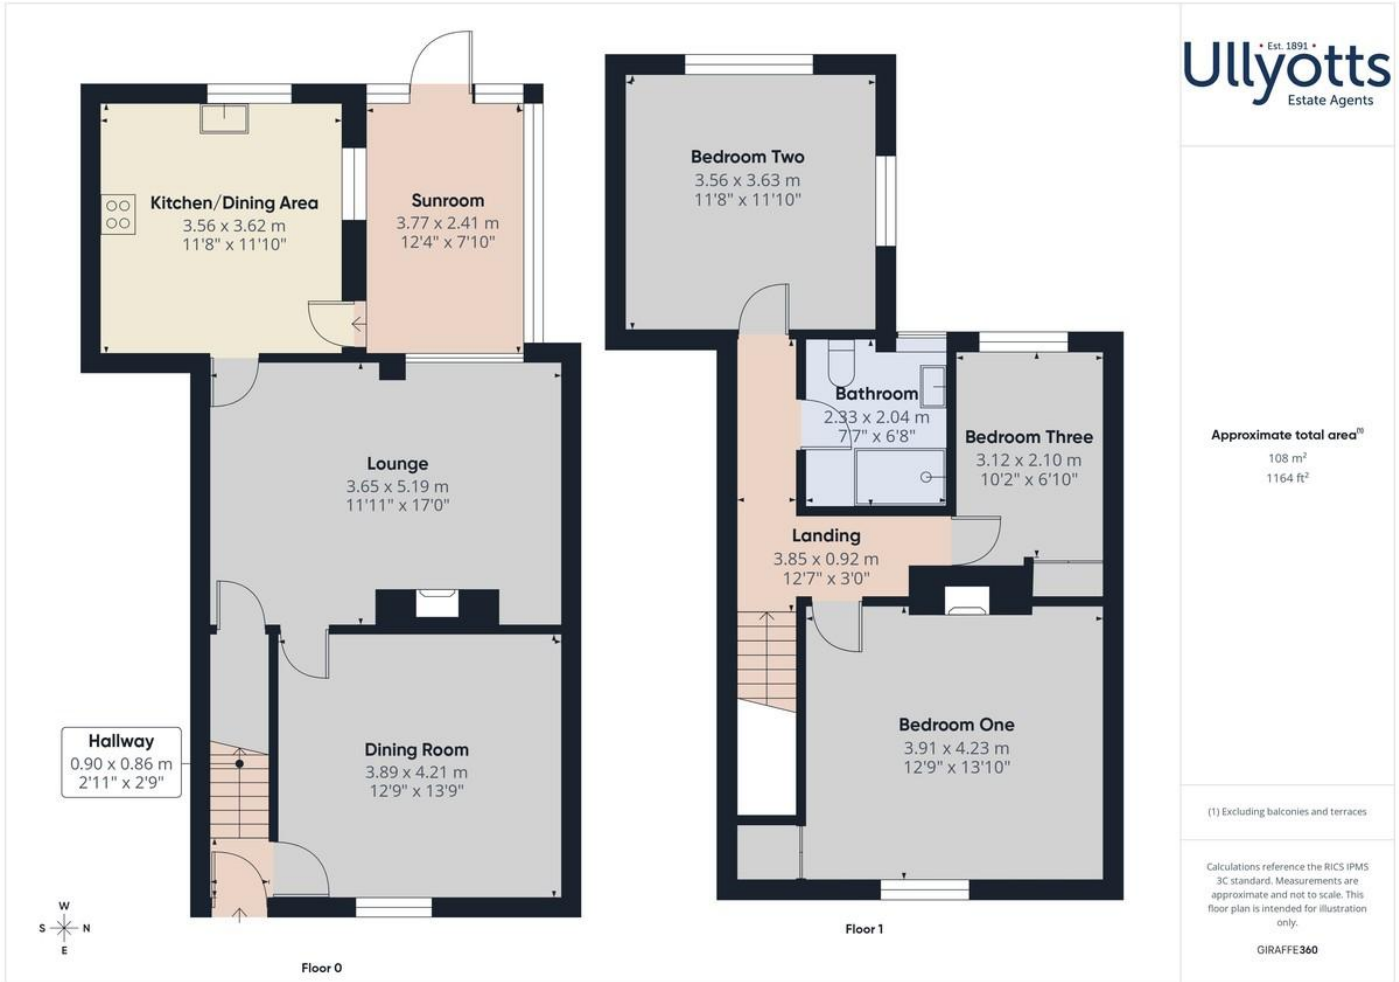 Kitchen/Dining Area
3.56 x 3.62 m
11'8" x 11'10"
Sunroom
3.77 x 2.41 m
12'4" x 7'10"
Lounge
3.65 x 5.19 m
11'11" x 17'0"
Hallway
0.90 x 0.86 m
2'11" x 2'9"
Dining Room
3.89 x 4.21 m
12'9" x 13'9"
W
S N
E
Floor 0
Bedroom Two
3.56 x 3.63 m
11'8" x 11'10"
Bathroom
2.33 x 2.04 m
7'7" x 6'8"
Bedroom Three
3.12 x 2.10 m
10'2" x 6'10"
Landing
3.85 x 0.92 m
12'7" x 3'0"
Bedroom One
3.91 x 4.23 m
12'9" x 13'10"
Floor 1
Est. 1891
Ullyotts
Estate Agents
Approximate total area(1)
108 m²
1164 ft²
(1) Excluding balconies and terraces
Calculations reference the RICS IPMS
3C standard. Measurements are
approximate and not to scale. This
floor plan is intended for illustration
only.
GIRAFFE360